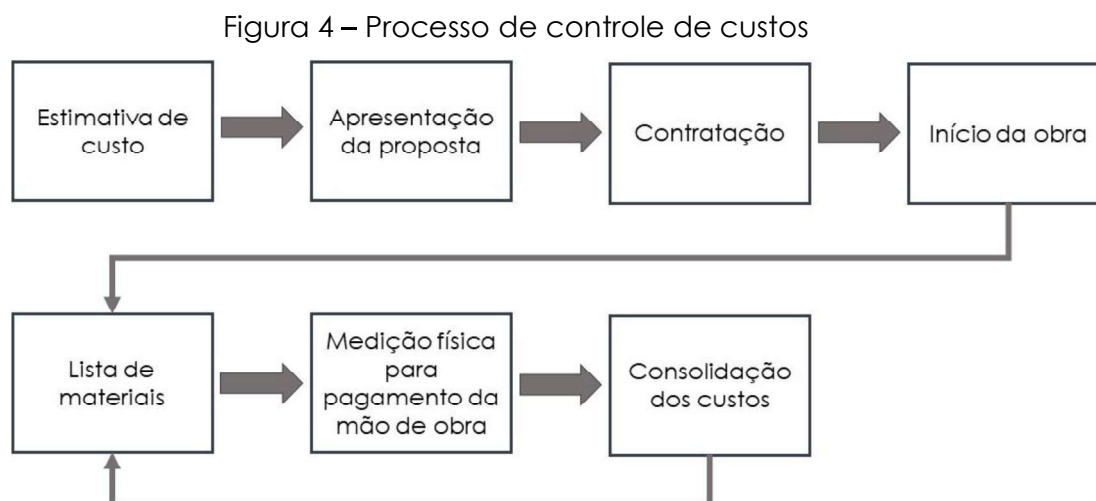 Figura 4 – Processo de controle de custos
Estimativa de
custo
Apresentação
da proposta
Contratação
Início da obra
Lista de
materiais
Medição física
para
pagamento da
mão de obra
Consolidação
dos custos